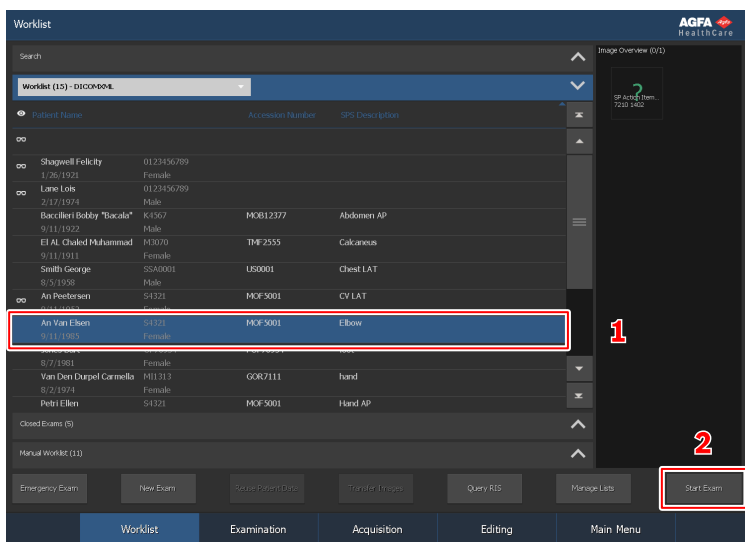 Worklist
AGFA
HealthCare
Search
Image Overview (0/1)
Worklist (15) - DICOMXML
SP Action Item...
7210 1402
Patient Name Accession Number SPS Description
Shagwell Felicity 0123456789
1/26/1921 Female
Lane Lois 0123456789
2/17/1974 Male
Baccilieri Bobby "Bacala" K4567 MOB12377 Abdomen AP
9/11/1922 Male
El AL Chaled Muhammad M3070 TMF2555 Calcaneus
9/11/1911 Female
Smith George SSA0001 US0001 Chest LAT
8/5/1958 Male
An Peetersen S4321 MOF5001 CV LAT
An Van Elsen S4321 MOF5001 Elbow
9/11/1985 Female
1
8/7/1981 Female
Van Den Durpel Carmella MI1313 GOR7111 hand
8/2/1974 Female
Petri Ellen S4321 MOF5001 Hand AP
Closed Exams (5)
Manual Worklist (11)
2
Emergency Exam New Exam Reuse Patient Data Transfer Images Query RIS Manage Lists Start Exam
Worklist Examination Acquisition Editing Main Menu